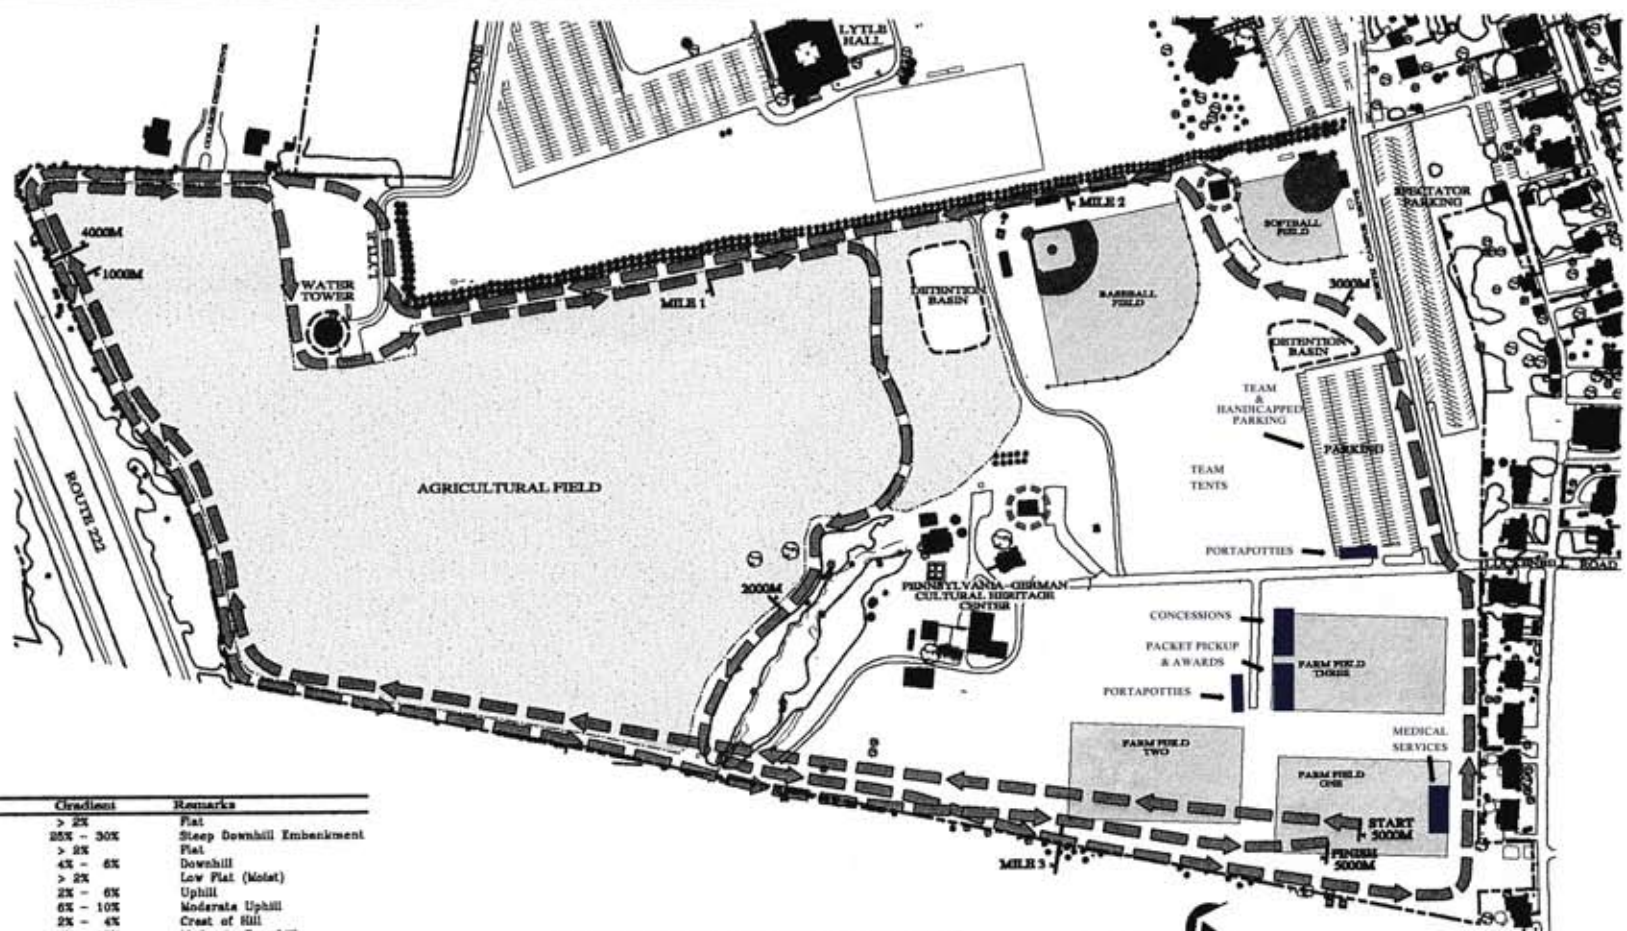 LYTLE
HALL
LANE
SPECTATOR
PARKING
MILE 2
SOFTBALL
FIELD
4000M
1000M
WATER
TOWER
MILE 1
DETENTION
BASIN
BASEBALL
FIELD
3000M
DETENTION
BASIN
TEAM
&
HANDICAPPED
PARKING
PARKING
TEAM
TENTS
ROUTE 222
AGRICULTURAL FIELD
PORTAPOTTIES
ROAD
2000M
PENNSYLVANIA-GERMAN
CULTURAL HERITAGE
CENTER
CONCESSIONS
PACKET PICKUP
& AWARDS
FARM FIELD
THREE
PORTAPOTTIES
MEDICAL
SERVICES
FARM FIELD
TWO
FARM FIELD
ONE
START
5000M
FINISH
5000M
MILE 3
Gradient Remarks
> 2% Flat
25% - 30% Steep Downhill Embankment
> 2% Flat
4% - 6% Downhill
> 2% Low Flat (Moist)
2% - 6% Uphill
6% - 10% Moderate Uphill
2% - 4% Crest of Hill